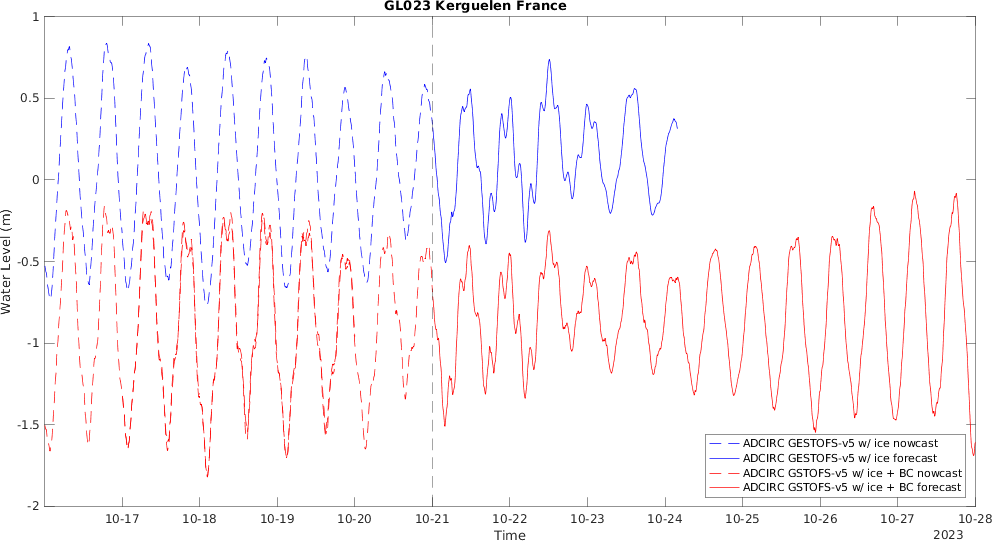 GL023 Kerguelen France
1
0.5
0
-0.5
-1
-1.5
-2
Water Level (m)
10-17 10-18 10-19 10-20 10-21 10-22 10-23 10-24 10-25 10-26 10-27 10-28
2023
Time
ADCIRC GESTOFS-v5 w/ ice nowcast
ADCIRC GESTOFS-v5 w/ ice forecast
ADCIRC GSTOFS-v5 w/ ice + BC nowcast
ADCIRC GSTOFS-v5 w/ ice + BC forecast